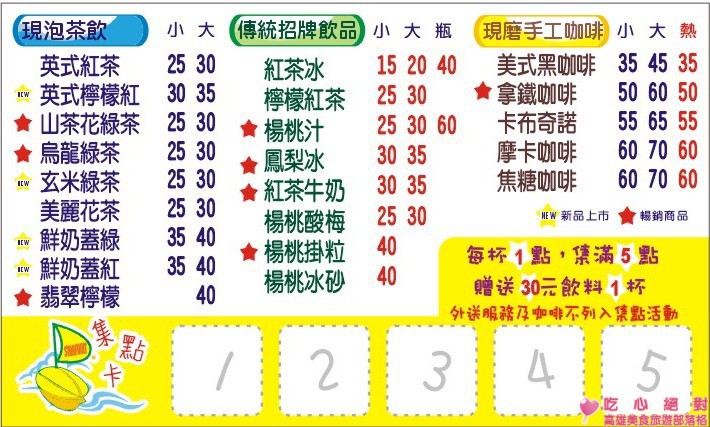 現泡茶飲 小 大
英式紅茶 25 30
NEW 英式檸檬紅 30 35
山茶花綠茶 25 30
烏龍綠茶 25 30
NEW 玄米綠茶 25 30
美麗花茶 25 30
NEW 鮮奶蓋綠 35 40
NEW 鮮奶蓋紅 35 40
翡翠檸檬 40
傳統招牌飲品 小 大 瓶
紅茶冰 15 20 40
檸檬紅茶 25 30
楊桃汁 25 30 60
鳳梨冰 30 35
紅茶牛奶 30 35
楊桃酸梅 25 30
楊桃掛粒 40
楊桃冰砂 40
現磨手工咖啡 小 大 熱
美式黑咖啡 35 45 35
拿鐵咖啡 50 60 50
卡布奇諾 55 65 55
摩卡咖啡 60 70 60
焦糖咖啡 60 70 60
NEW 新品上市 暢銷商品
每杯1點，集滿5點
贈送30元飲料1杯
外送服務及咖啡不列入集點活動
集點卡
1 2 3 4 5
吃心絕對
高雄美食旅遊部落格